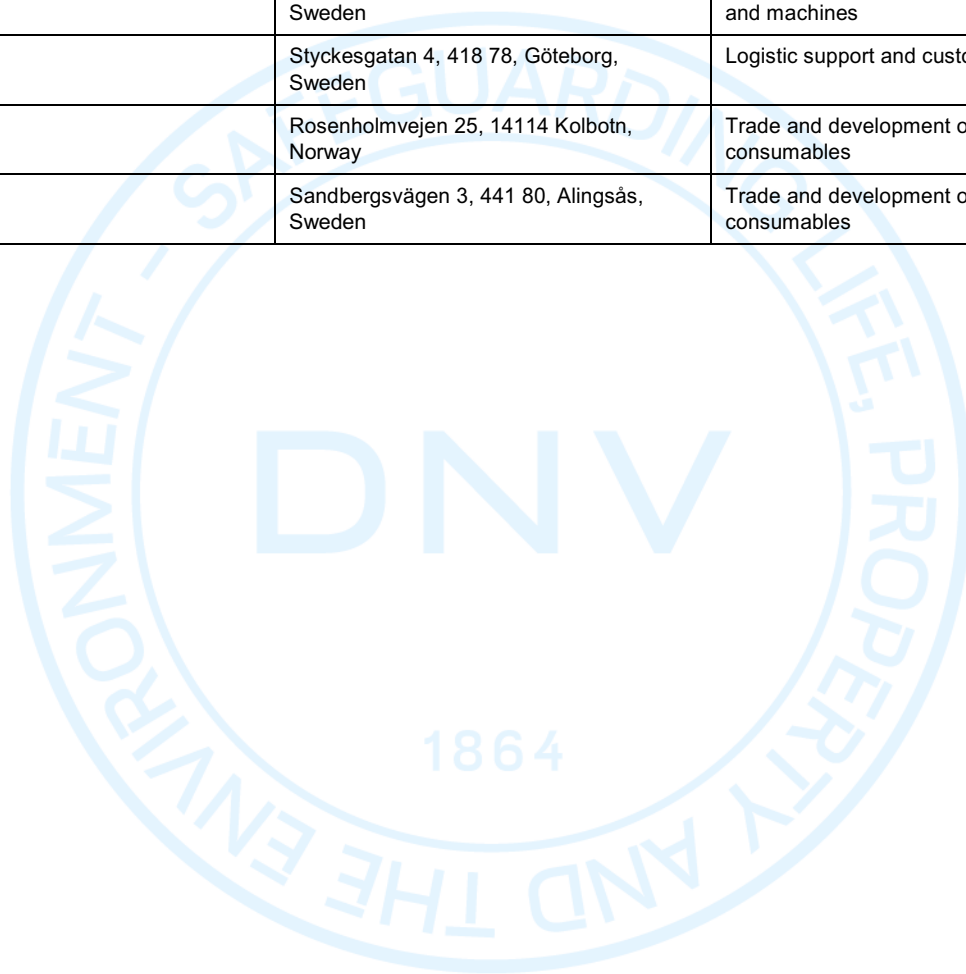 Sweden
and machines
Styckesgatan 4, 418 78, Göteborg,
Sweden
Logistic support and
Rosenholmvejen 25, 14114 Kolbotn,
Norway
Trade and development
consumables
Sandbergsvägen 3, 441 80, Alingsås,
Sweden
Trade and development
consumables
SAFEGUARDING LIFE, PROPERTY AND THE ENVIRONMENT –
DNV
1864